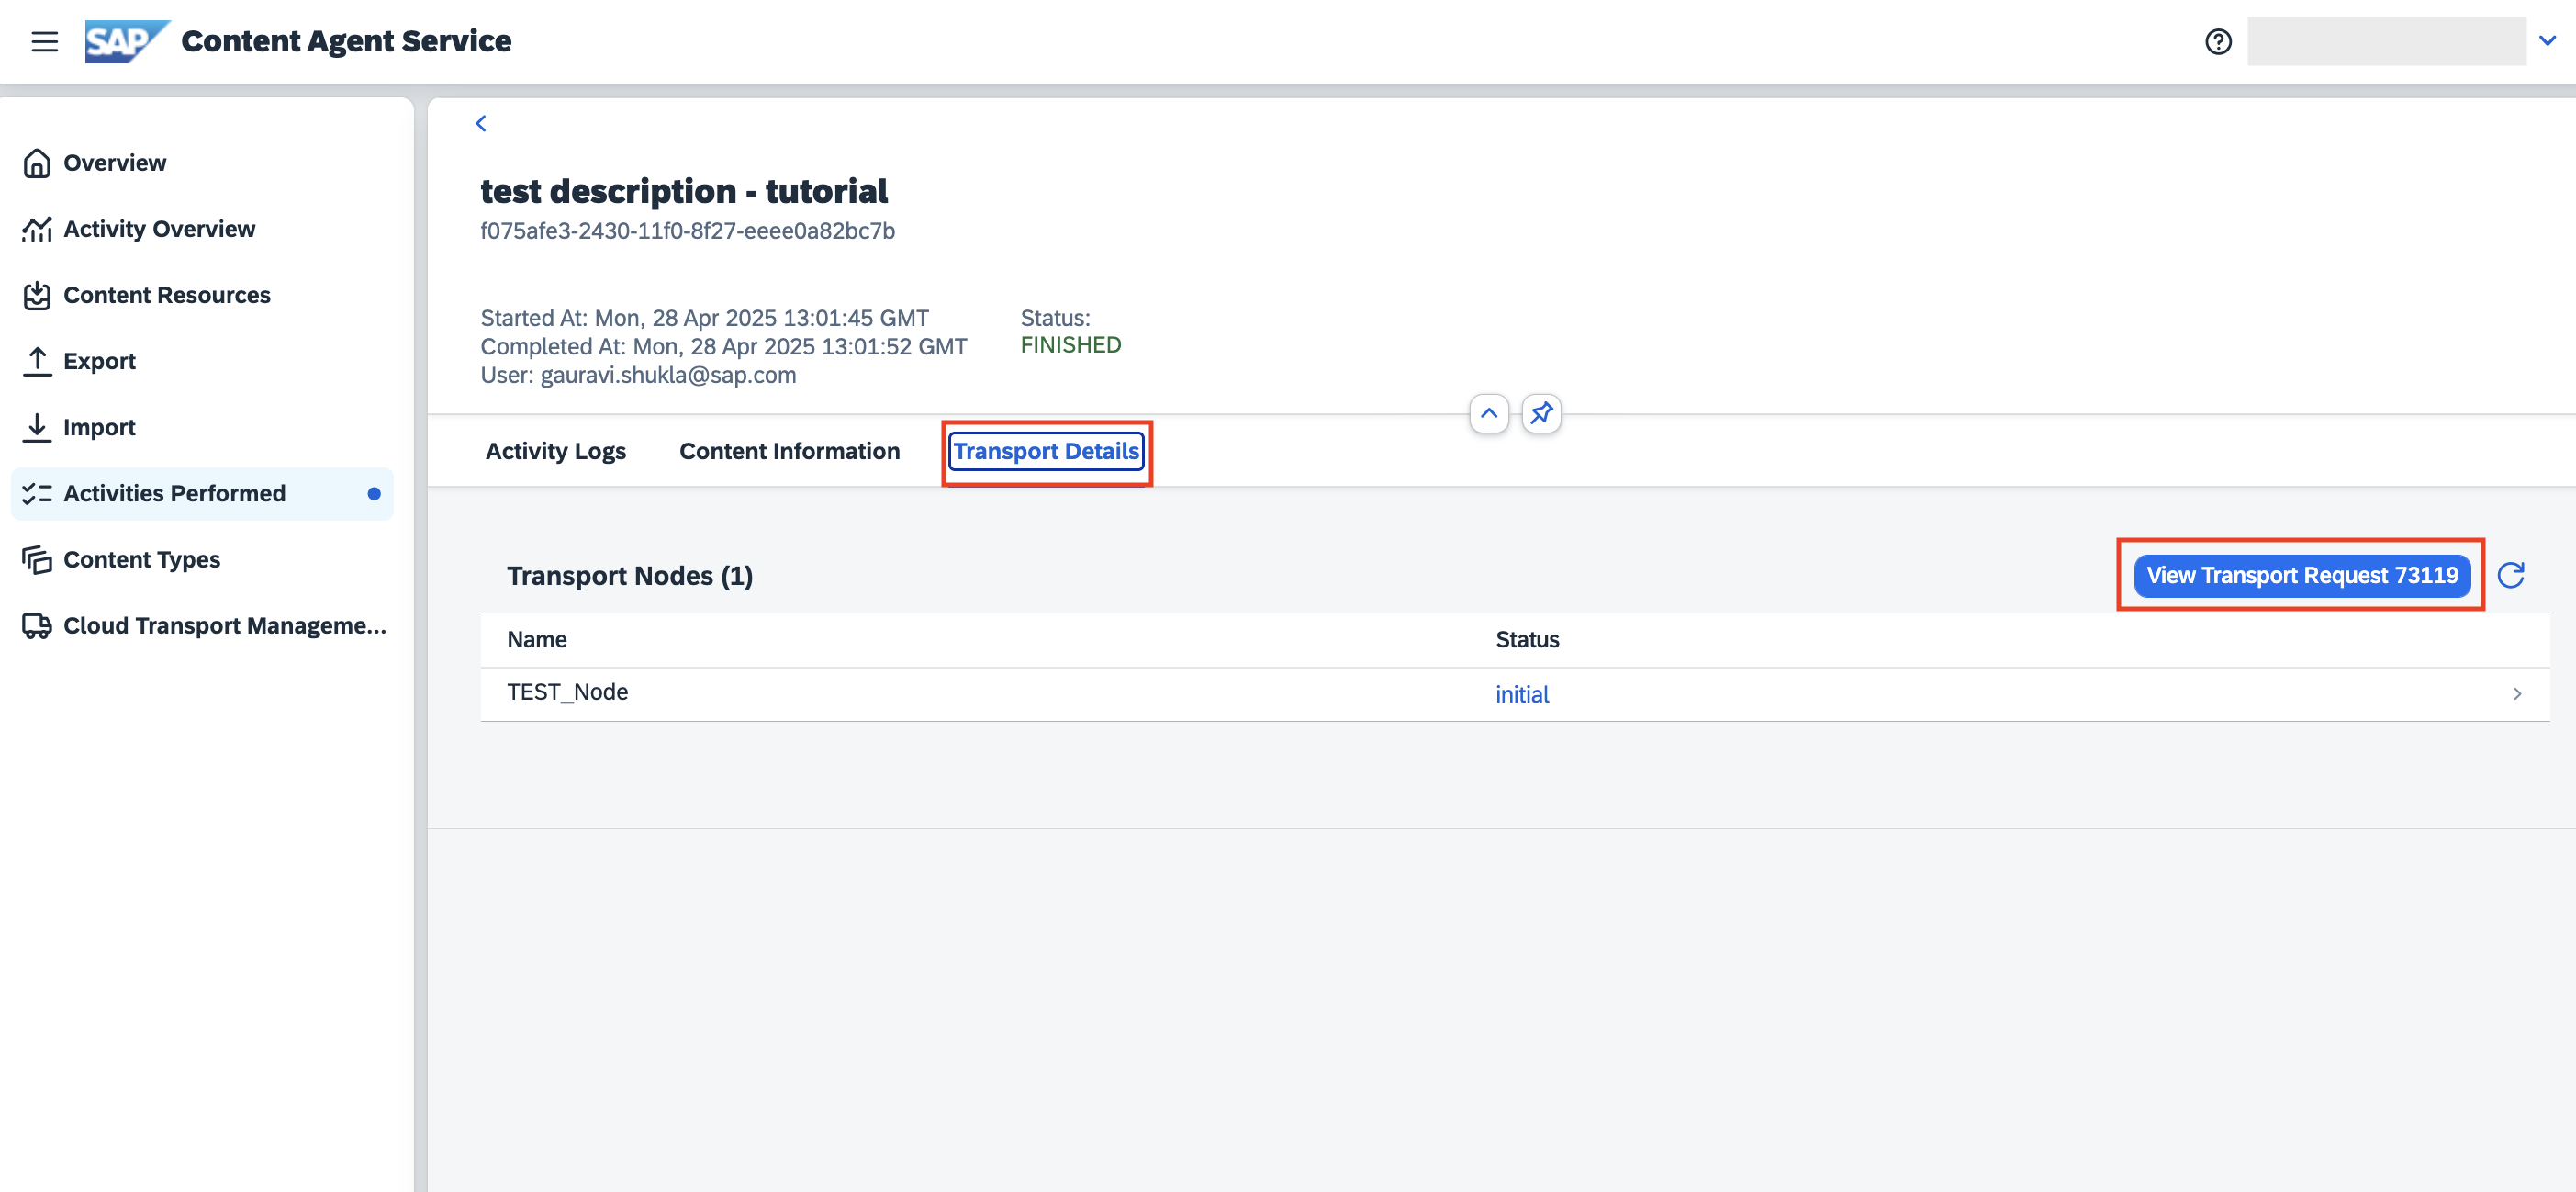 SAP Content Agent Service
Overview
Activity Overview
Content Resources
Export
Import
Activities Performed
Content Types
Cloud Transport Manageme...
test description - tutorial
f075afe3-2430-11f0-8f27-eeee0a82bc7b
Started At: Mon, 28 Apr 2025 13:01:45 GMT
Completed At: Mon, 28 Apr 2025 13:01:52 GMT
User: gauravi.shukla@sap.com
Status:
FINISHED
Activity Logs Content Information Transport Details
Transport Nodes (1) View Transport Request 73119
Name Status
TEST_Node initial